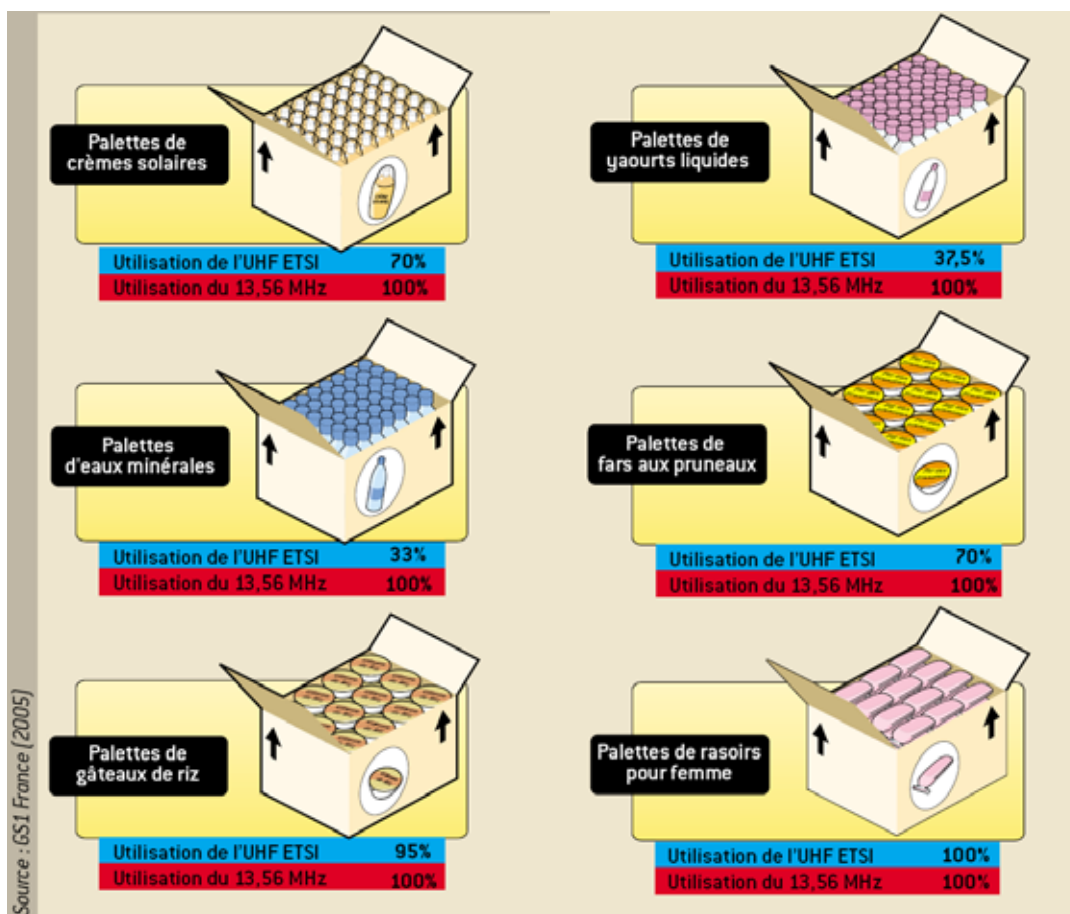 Palettes de
crèmes solaires
Utilisation de l'UHF ETSI 70%
Utilisation du 13,56 MHz 100%
Palettes de
yaourts liquides
Utilisation de l'UHF ETSI 37,5%
Utilisation du 13,56 MHz 100%
Palettes
d'eaux minérales
Utilisation de l'UHF ETSI 33%
Utilisation du 13,56 MHz 100%
Palettes de
fars aux pruneaux
Utilisation de l'UHF ETSI 70%
Utilisation du 13,56 MHz 100%
Palettes de
gâteaux de riz
Utilisation de l'UHF ETSI 95%
Utilisation du 13,56 MHz 100%
Palettes de rasoirs
pour femme
Utilisation de l'UHF ETSI 100%
Utilisation du 13,56 MHz 100%
Source : GS1 France (2005)